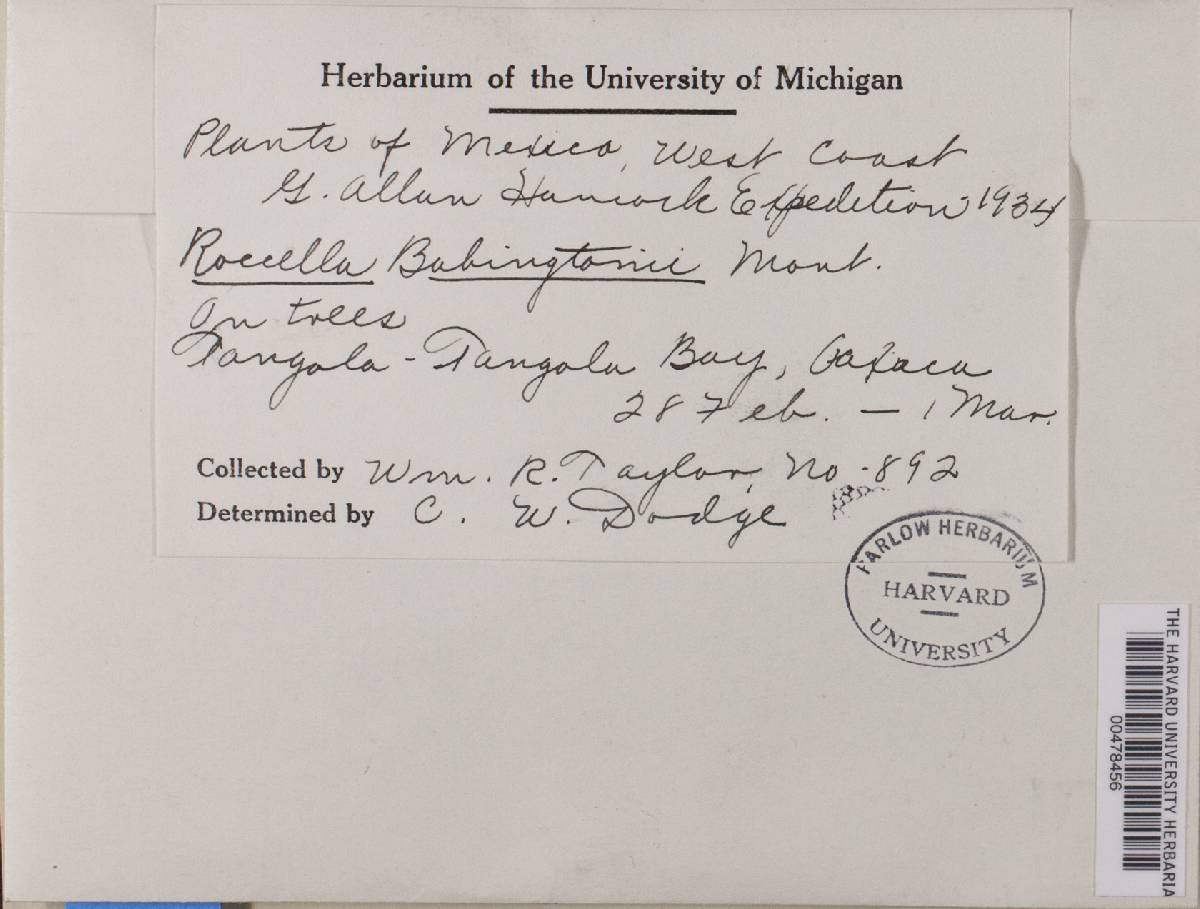 Herbarium of the University of Michigan
Plants of Mexico, West Coast
G. Allan Hancock Expedition 1934
Roccella Babingtonii Mont.
On trees
Tangola-Tangola Bay, Oaxaca
28 Feb. – 1 Mar.
Collected by Wm. R. Taylor, No. 892
Determined by C. W. Dodge
FARLOW HERBARIUM
HARVARD
UNIVERSITY
THE HARVARD UNIVERSITY HERBARIA
00478456